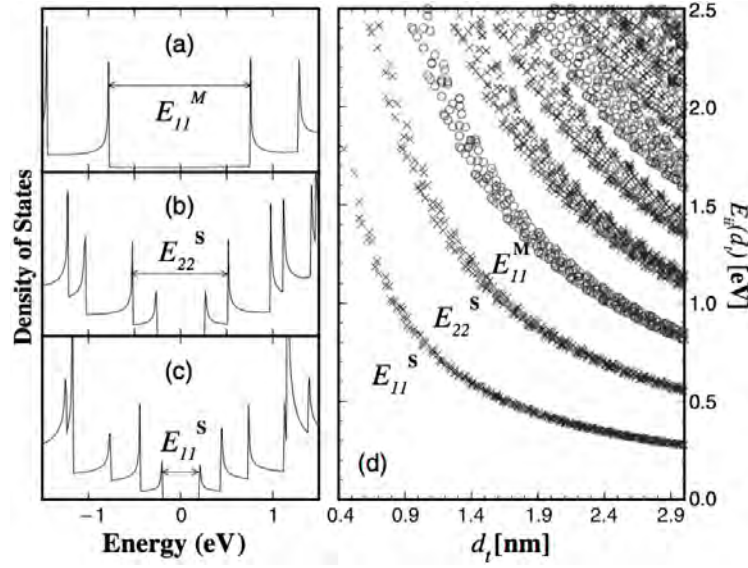 (a)
E₁₁ᴹ
(b)
E₂₂ˢ
(c)
E₁₁ˢ
Density of States
−1 0 1
Energy (eV)
2.5
2.0
1.5
1.0
0.5
0.0
E₁₁ᴹ
E₂₂ˢ
E₁₁ˢ
(d)
0.4 0.9 1.4 1.9 2.4 2.9
dₜ[nm]
Eᵢᵢ(dₜ) [eV]